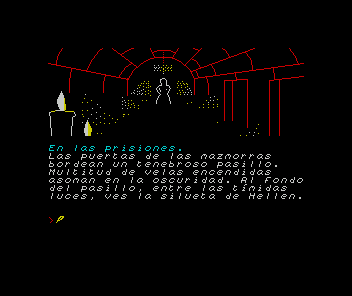 En las prisiones.
Las puertas de las mazmorras
bordean un tenebroso pasillo.
Multitud de velas encendidas
asoman en la oscuridad. Al fondo
del pasillo, entre las tímidas
luces, ves la silueta de Hellen.
>